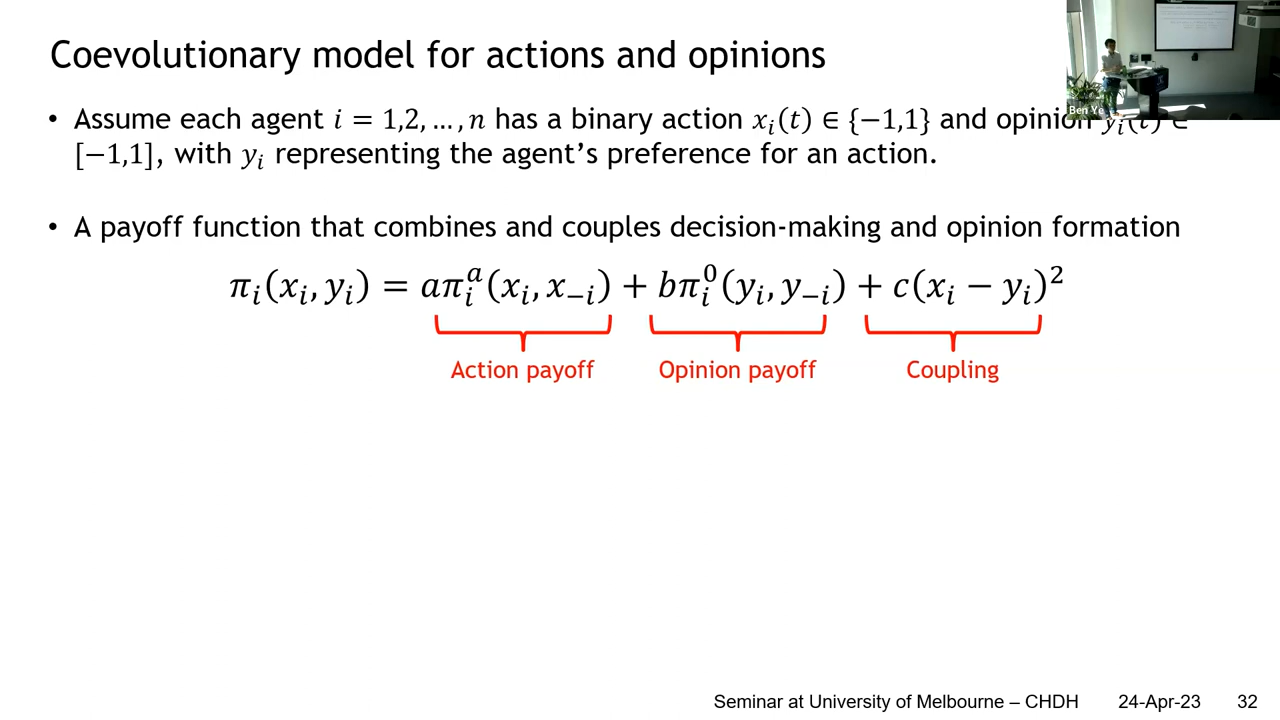 Coevolutionary model for actions and opinions
Ben Ye
• Assume each agent 𝑖 = 1,2, … , 𝑛 has a binary action 𝑥ᵢ(𝑡) ∈ {−1,1} and opinion 𝑦ᵢ(𝑡) ∈
[−1,1], with 𝑦ᵢ representing the agent’s preference for an action.
• A payoff function that combines and couples decision-making and opinion formation
𝜋ᵢ(𝑥ᵢ, 𝑦ᵢ) = 𝑎𝜋ᵢᵃ(𝑥ᵢ, 𝑥₋ᵢ) + 𝑏𝜋ᵢ⁰(𝑦ᵢ, 𝑦₋ᵢ) + 𝑐(𝑥ᵢ − 𝑦ᵢ)²
Action payoff Opinion payoff Coupling
Seminar at University of Melbourne – CHDH 24-Apr-23 32